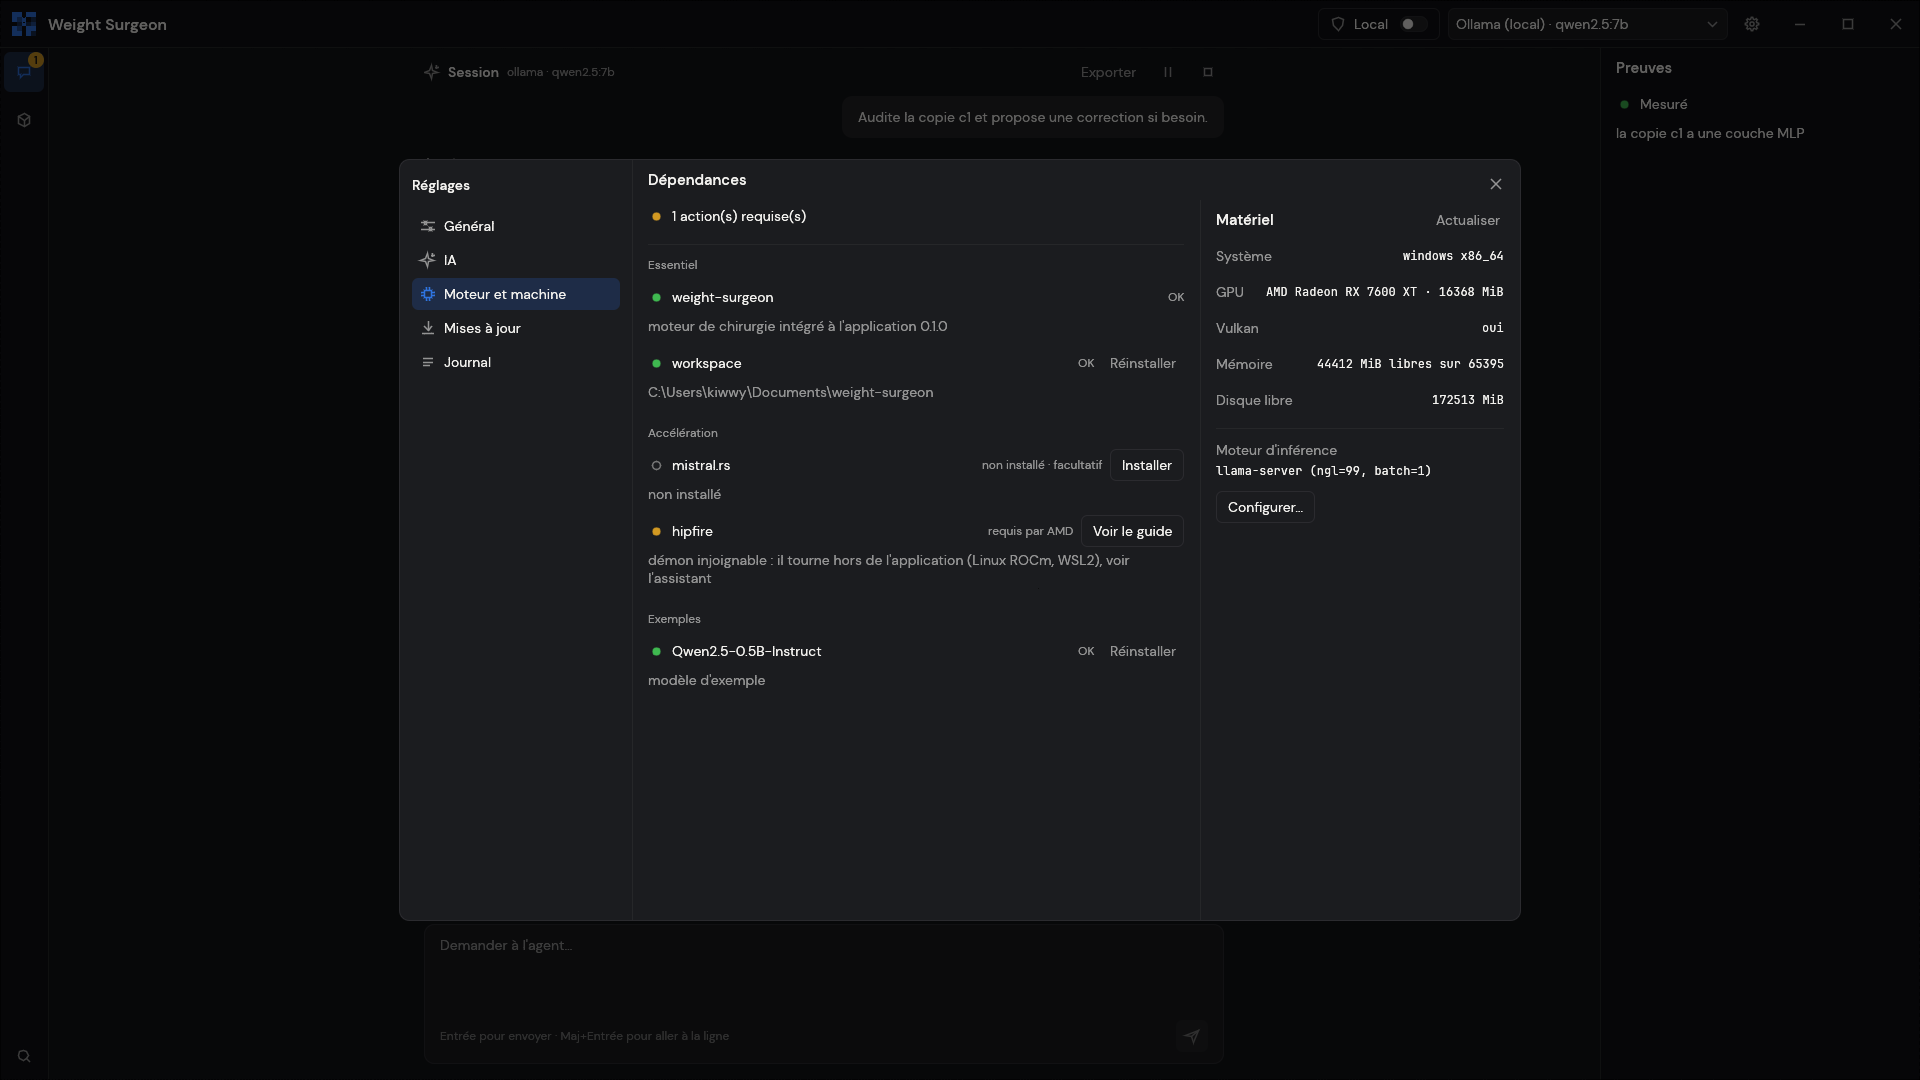 Weight Surgeon
Local
Ollama (local) · qwen2.5:7b
1
Session ollama · qwen2.5:7b
Exporter
Audite la copie c1 et propose une correction si besoin.
Preuves
Mesuré
la copie c1 a une couche MLP
Réglages
Général
IA
Moteur et machine
Mises à jour
Journal
Dépendances
1 action(s) requise(s)
Essentiel
weight-surgeon OK
moteur de chirurgie intégré à l'application 0.1.0
workspace OK Réinstaller
C:\Users\kiwwy\Documents\weight-surgeon
Accélération
mistral.rs non installé · facultatif Installer
non installé
hipfire requis par AMD Voir le guide
démon injoignable : il tourne hors de l'application (Linux ROCm, WSL2), voir
l'assistant
Exemples
Qwen2.5-0.5B-Instruct OK Réinstaller
modèle d'exemple
Matériel Actualiser
Système windows x86_64
GPU AMD Radeon RX 7600 XT · 16368 MiB
Vulkan oui
Mémoire 44412 MiB libres sur 65395
Disque libre 172513 MiB
Moteur d'inférence
llama-server (ngl=99, batch=1)
Configurer...
Demander à l'agent...
Entrée pour envoyer · Maj+Entrée pour aller à la ligne